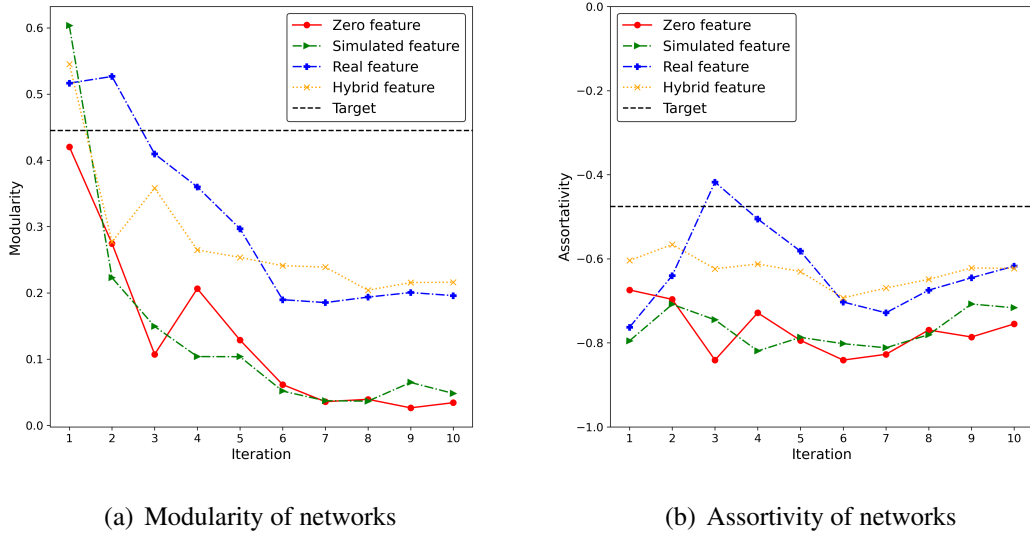 Zero feature
Simulated feature
Real feature
Hybrid feature
Target
0.6
0.5
0.4
0.3
0.2
0.1
0.0
Modularity
1 2 3 4 5 6 7 8 9 10
Iteration
(a) Modularity of networks
Zero feature
Simulated feature
Real feature
Hybrid feature
Target
0.0
−0.2
−0.4
−0.6
−0.8
−1.0
Assortativity
1 2 3 4 5 6 7 8 9 10
Iteration
(b) Assortivity of networks